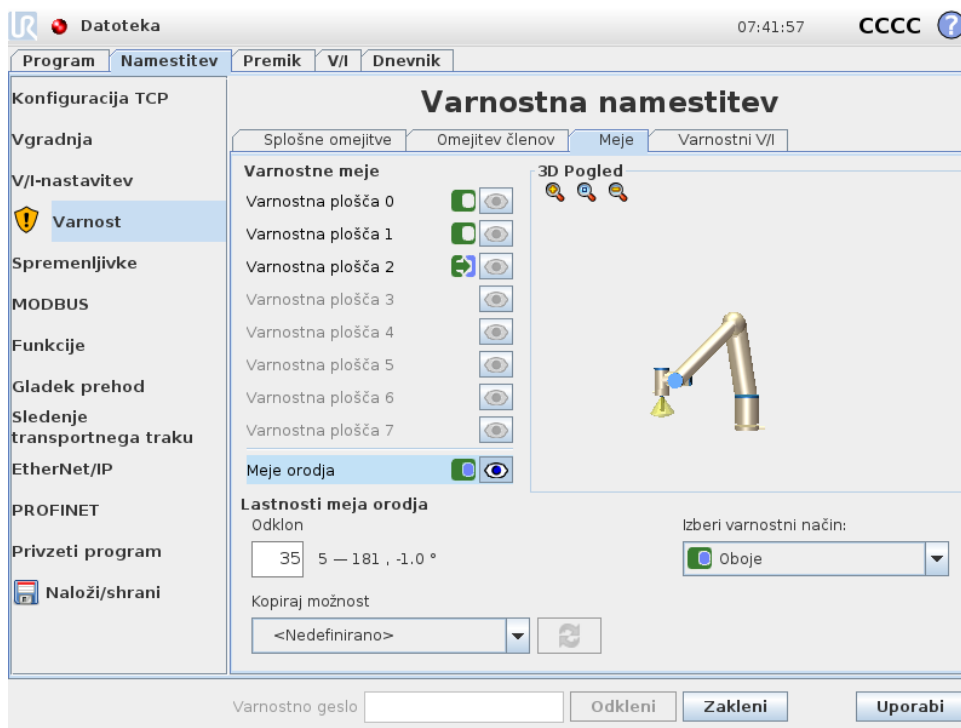 UR Datoteka 07:41:57 CCCC ?
Program Namestitev Premik V/I Dnevnik
Konfiguracija TCP
Vgradnja
V/I-nastavitev
Varnost
Spremenljivke
MODBUS
Funkcije
Gladek prehod
Sledenje
transportnega traku
EtherNet/IP
PROFINET
Privzeti program
Naloži/shrani
Varnostna namestitev
Splošne omejitve Omejitev členov Meje Varnostni V/I
Varnostne meje
Varnostna plošča 0
Varnostna plošča 1
Varnostna plošča 2
Varnostna plošča 3
Varnostna plošča 4
Varnostna plošča 5
Varnostna plošča 6
Varnostna plošča 7
Meje orodja
3D Pogled
Lastnosti meja orodja
Odklon
35 5 — 181 , -1.0 °
Izberi varnostni način:
Oboje
Kopiraj možnost
<Nedefinirano>
Varnostno geslo Odkleni Zakleni Uporabi